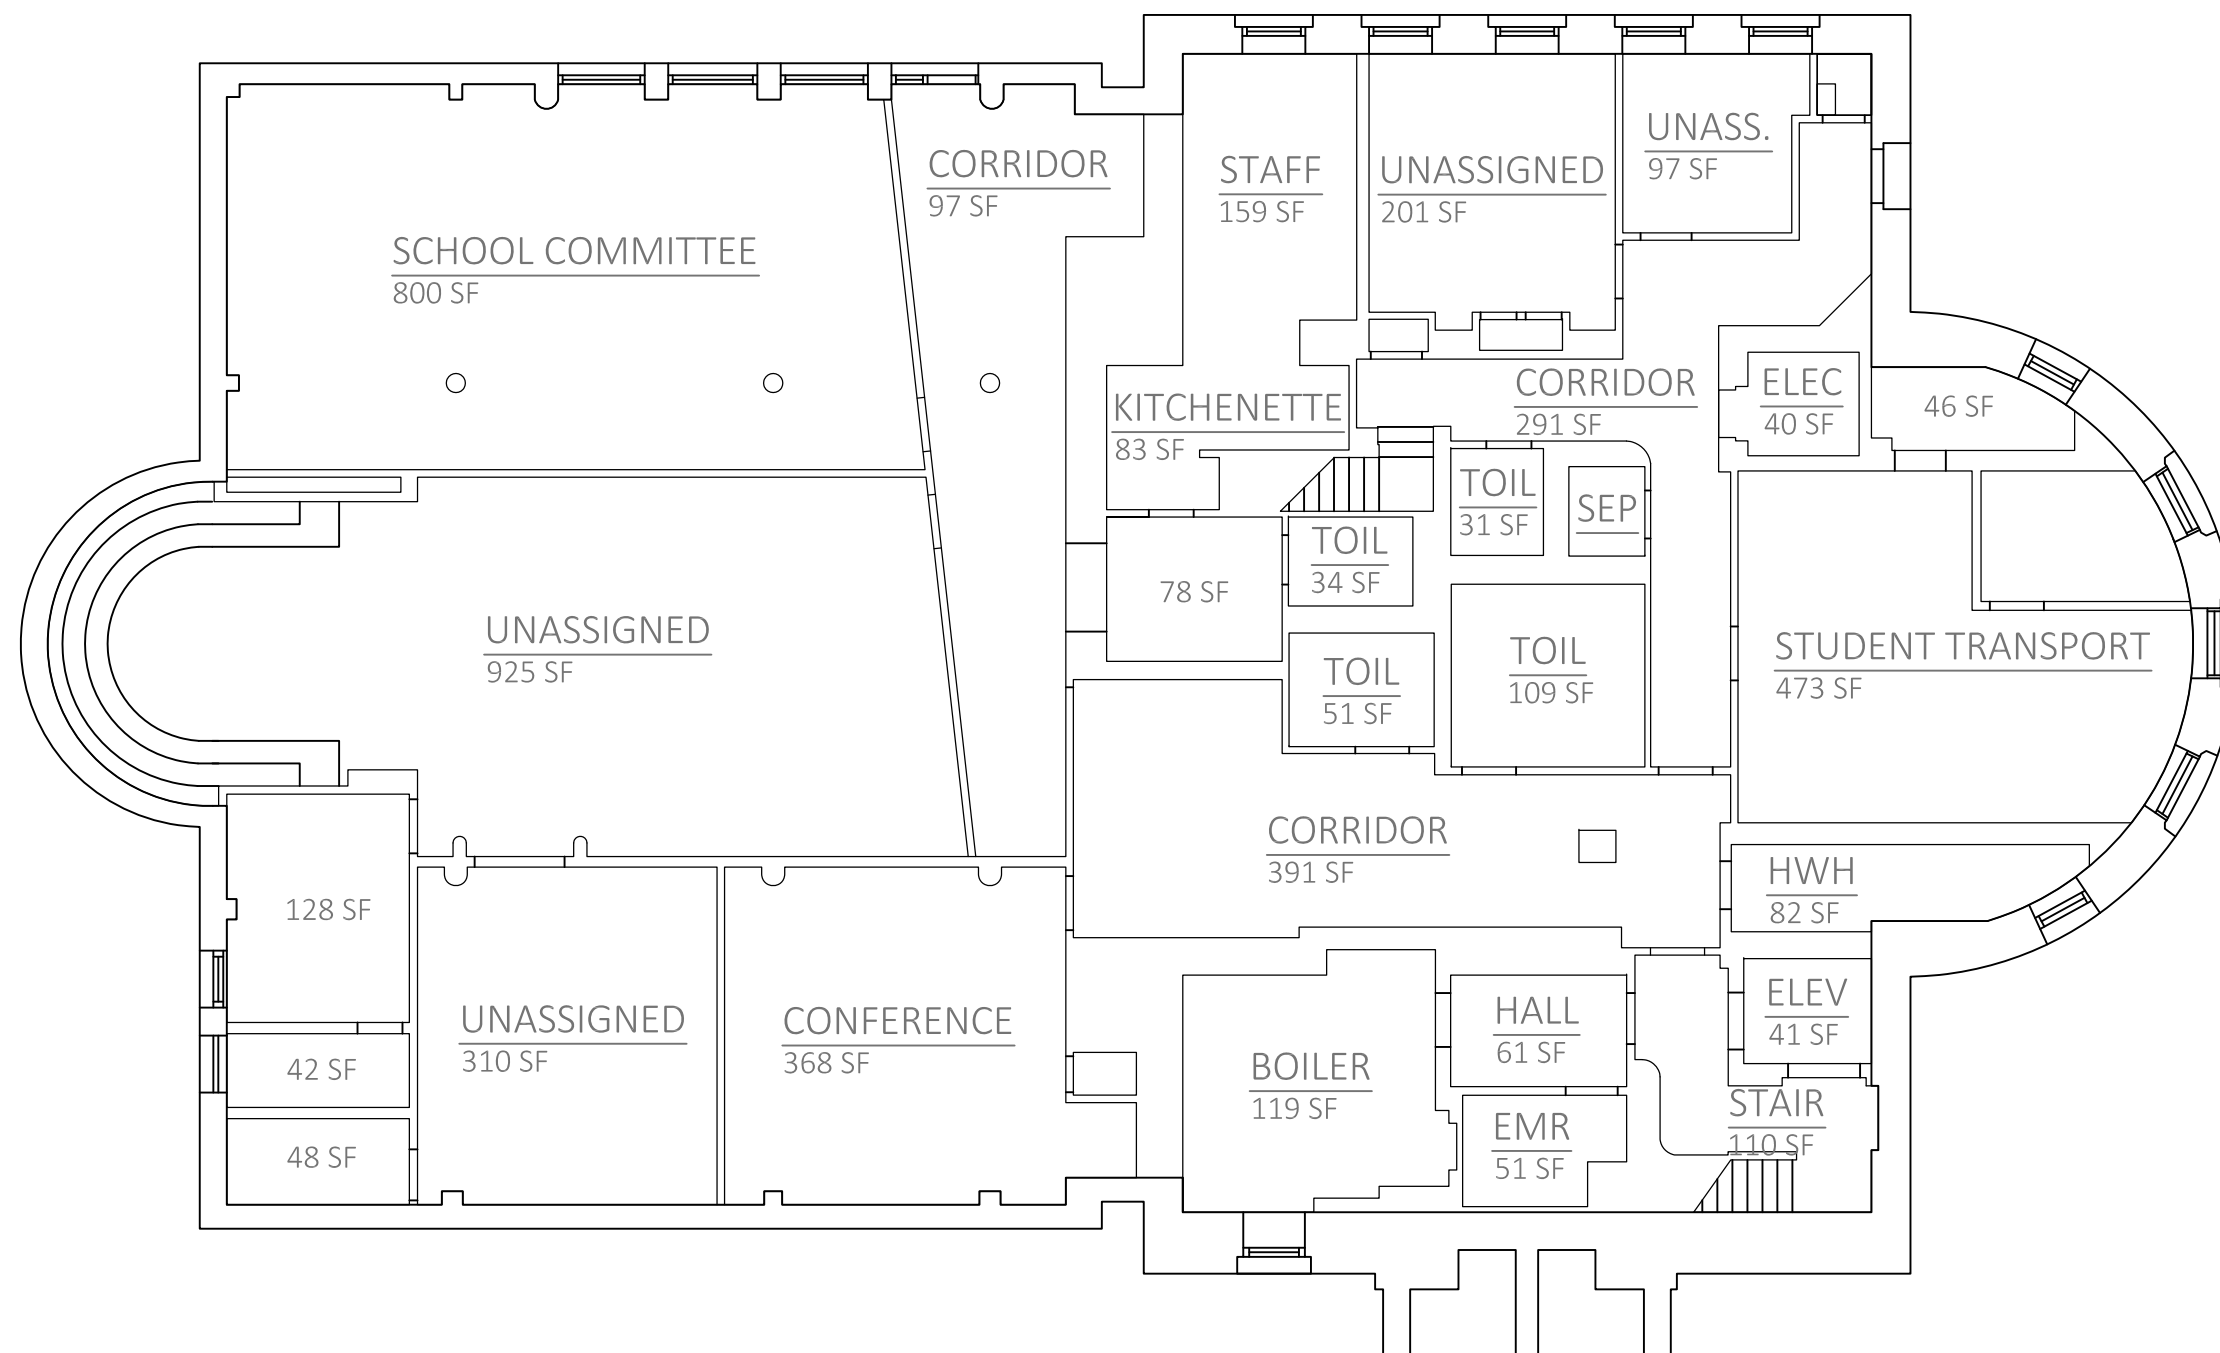 UNASS.
97 SF
CORRIDOR
97 SF
STAFF
159 SF
UNASSIGNED
201 SF
SCHOOL COMMITTEE
800 SF
KITCHENETTE
83 SF
CORRIDOR
291 SF
ELEC
40 SF
46 SF
TOIL
31 SF
SEP
TOIL
34 SF
78 SF
UNASSIGNED
925 SF
TOIL
51 SF
TOIL
109 SF
STUDENT TRANSPORT
473 SF
CORRIDOR
391 SF
HWH
82 SF
128 SF
UNASSIGNED
310 SF
CONFERENCE
368 SF
HALL
61 SF
ELEV
41 SF
42 SF
BOILER
119 SF
EMR
51 SF
STAIR
110 SF
48 SF